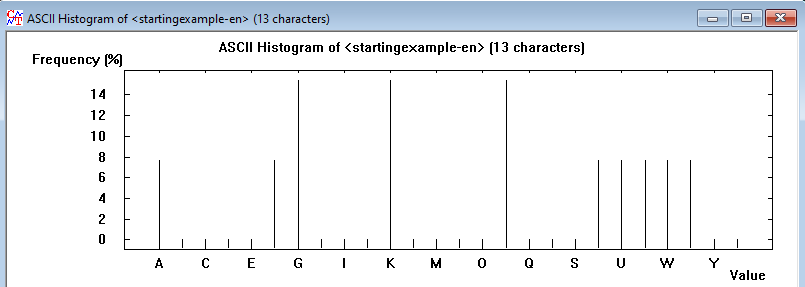 ASCII Histogram of <startingexample-en> (13 characters)
ASCII Histogram of <startingexample-en> (13 characters)
Frequency (%)
14
12
10
8
6
4
2
0
A C E G I K M O Q S U W Y
Value